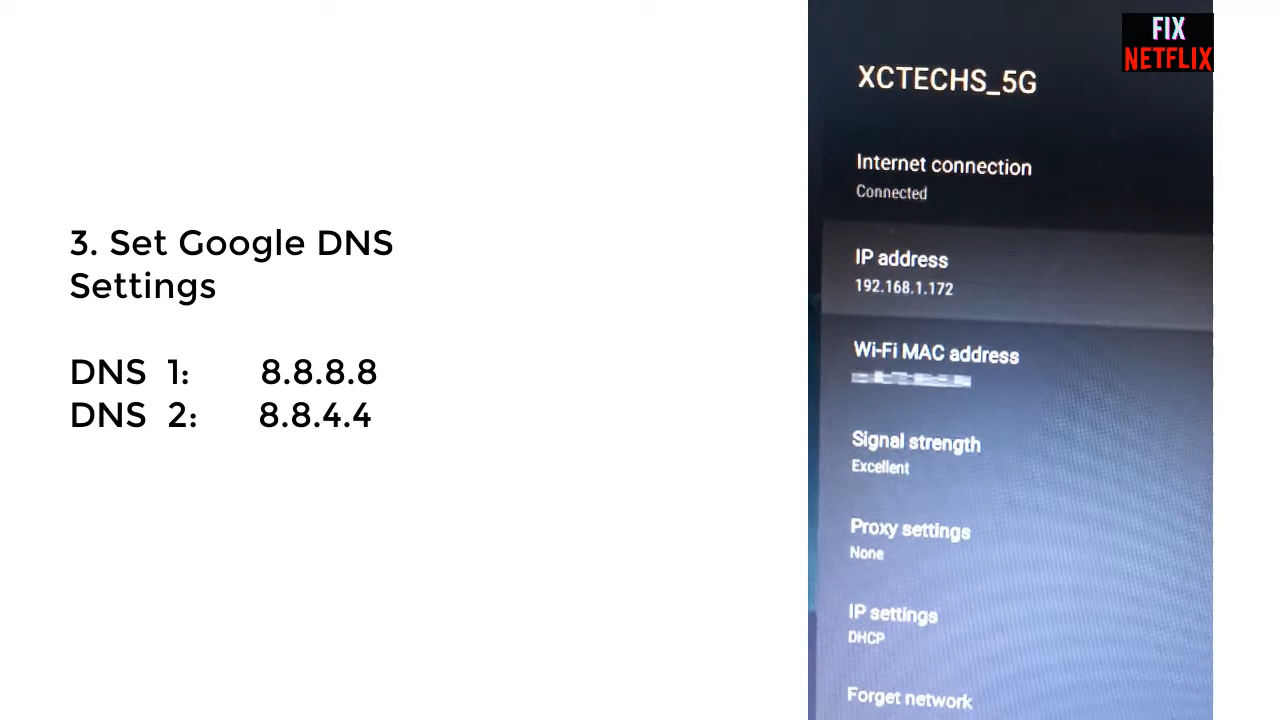 3. Set Google DNS
Settings
DNS 1: 8.8.8.8
DNS 2: 8.8.4.4
FIX
NETFLIX
XCTECHS_5G
Internet connection
Connected
IP address
192.168.1.172
Wi-Fi MAC address
Signal strength
Excellent
Proxy settings
None
IP settings
DHCP
Forget network